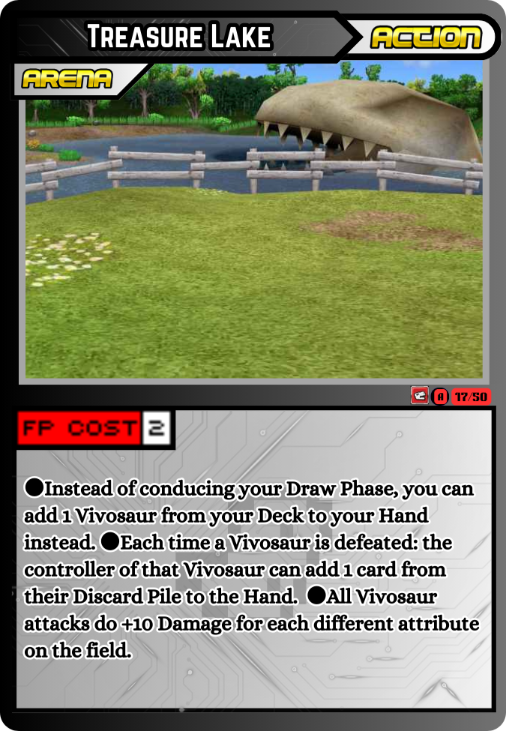 Treasure Lake
ACTION
ARENA
A 17/50
FP COST 2
●Instead of conducing your Draw Phase, you can
add 1 Vivosaur from your Deck to your Hand
instead. ●Each time a Vivosaur is defeated: the
controller of that Vivosaur can add 1 card from
their Discard Pile to the Hand. ●All Vivosaur
attacks do +10 Damage for each different attribute
on the field.